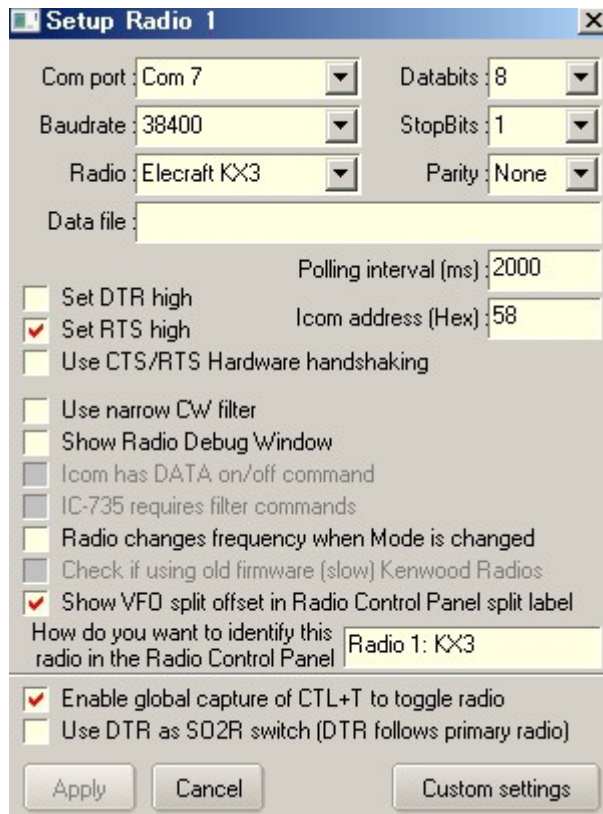 Setup Radio 1
Com port : Com 7 Databits : 8
Baudrate : 38400 StopBits : 1
Radio : Elecraft KX3 Parity : None
Data file :
Polling interval (ms) : 2000
Set DTR high
Icom address (Hex) : 58
Set RTS high
Use CTS/RTS Hardware handshaking
Use narrow CW filter
Show Radio Debug Window
Icom has DATA on/off command
IC-735 requires filter commands
Radio changes frequency when Mode is changed
Check if using old firmware (slow) Kenwood Radios
Show VFO split offset in Radio Control Panel split label
How do you want to identify this
radio in the Radio Control Panel
Radio 1: KX3
Enable global capture of CTL+T to toggle radio
Use DTR as SO2R switch (DTR follows primary radio)
Apply Cancel Custom settings